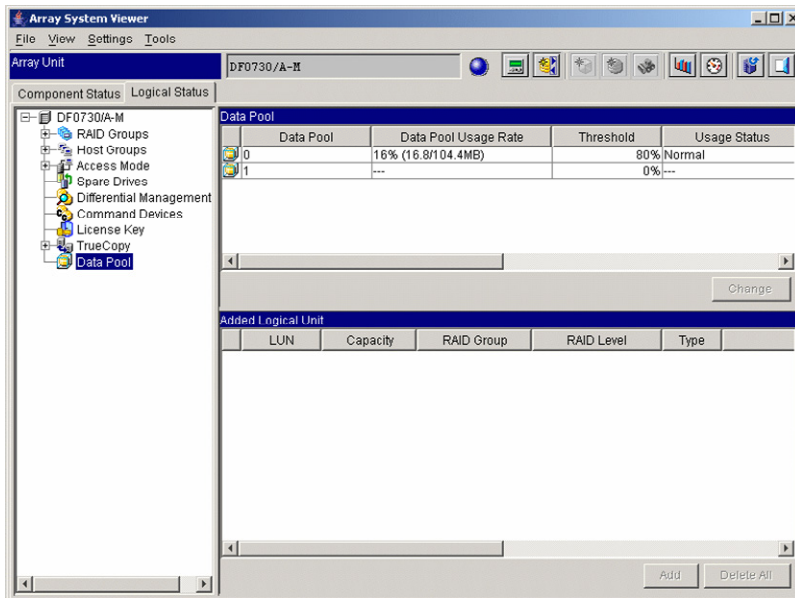 Array System Viewer
File View Settings Tools
Array Unit
DF0730/A-M
Component Status Logical Status
DF0730/A-M
RAID Groups
Host Groups
Access Mode
Spare Drives
Differential Management
Command Devices
License Key
TrueCopy
Data Pool
Data Pool
Data Pool Data Pool Usage Rate Threshold Usage Status
0 16% (16.8/104.4MB) 80% Normal
1 --- 0% ---
Change
Added Logical Unit
LUN Capacity RAID Group RAID Level Type
Add Delete All